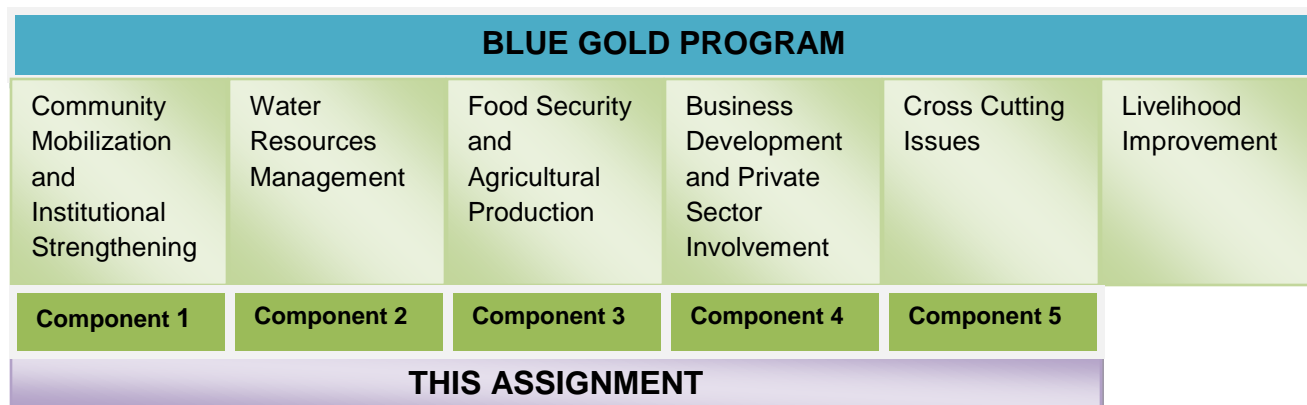 BLUE GOLD PROGRAM
Community
Mobilization
and
Institutional
Strengthening
Water
Resources
Management
Food Security
and
Agricultural
Production
Business
Development
and Private
Sector
Involvement
Cross Cutting
Issues
Livelihood
Improvement
Component 1
Component 2
Component 3
Component 4
Component 5
THIS ASSIGNMENT